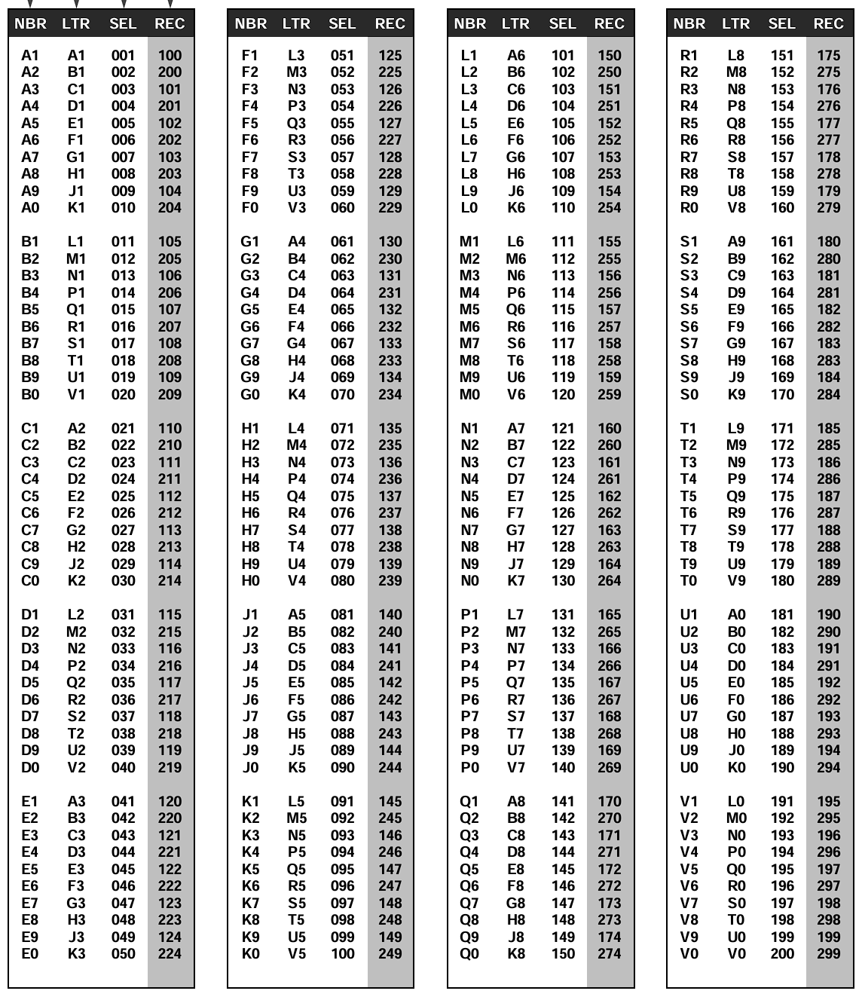 NBR LTR SEL REC
A1 A1 001 100
A2 B1 002 200
A3 C1 003 101
A4 D1 004 201
A5 E1 005 102
A6 F1 006 202
A7 G1 007 103
A8 H1 008 203
A9 J1 009 104
A0 K1 010 204
B1 L1 011 105
B2 M1 012 205
B3 N1 013 106
B4 P1 014 206
B5 Q1 015 107
B6 R1 016 207
B7 S1 017 108
B8 T1 018 208
B9 U1 019 109
B0 V1 020 209
C1 A2 021 110
C2 B2 022 210
C3 C2 023 111
C4 D2 024 211
C5 E2 025 112
C6 F2 026 212
C7 G2 027 113
C8 H2 028 213
C9 J2 029 114
C0 K2 030 214
D1 L2 031 115
D2 M2 032 215
D3 N2 033 116
D4 P2 034 216
D5 Q2 035 117
D6 R2 036 217
D7 S2 037 118
D8 T2 038 218
D9 U2 039 119
D0 V2 040 219
E1 A3 041 120
E2 B3 042 220
E3 C3 043 121
E4 D3 044 221
E5 E3 045 122
E6 F3 046 222
E7 G3 047 123
E8 H3 048 223
E9 J3 049 124
E0 K3 050 224
NBR LTR SEL REC
F1 L3 051 125
F2 M3 052 225
F3 N3 053 126
F4 P3 054 226
F5 Q3 055 127
F6 R3 056 227
F7 S3 057 128
F8 T3 058 228
F9 U3 059 129
F0 V3 060 229
G1 A4 061 130
G2 B4 062 230
G3 C4 063 131
G4 D4 064 231
G5 E4 065 132
G6 F4 066 232
G7 G4 067 133
G8 H4 068 233
G9 J4 069 134
G0 K4 070 234
H1 L4 071 135
H2 M4 072 235
H3 N4 073 136
H4 P4 074 236
H5 Q4 075 137
H6 R4 076 237
H7 S4 077 138
H8 T4 078 238
H9 U4 079 139
H0 V4 080 239
J1 A5 081 140
J2 B5 082 240
J3 C5 083 141
J4 D5 084 241
J5 E5 085 142
J6 F5 086 242
J7 G5 087 143
J8 H5 088 243
J9 J5 089 144
J0 K5 090 244
K1 L5 091 145
K2 M5 092 245
K3 N5 093 146
K4 P5 094 246
K5 Q5 095 147
K6 R5 096 247
K7 S5 097 148
K8 T5 098 248
K9 U5 099 149
K0 V5 100 249
NBR LTR SEL REC
L1 A6 101 150
L2 B6 102 250
L3 C6 103 151
L4 D6 104 251
L5 E6 105 152
L6 F6 106 252
L7 G6 107 153
L8 H6 108 253
L9 J6 109 154
L0 K6 110 254
M1 L6 111 155
M2 M6 112 255
M3 N6 113 156
M4 P6 114 256
M5 Q6 115 157
M6 R6 116 257
M7 S6 117 158
M8 T6 118 258
M9 U6 119 159
M0 V6 120 259
N1 A7 121 160
N2 B7 122 260
N3 C7 123 161
N4 D7 124 261
N5 E7 125 162
N6 F7 126 262
N7 G7 127 163
N8 H7 128 263
N9 J7 129 164
N0 K7 130 264
P1 L7 131 165
P2 M7 132 265
P3 N7 133 166
P4 P7 134 266
P5 Q7 135 167
P6 R7 136 267
P7 S7 137 168
P8 T7 138 268
P9 U7 139 169
P0 V7 140 269
Q1 A8 141 170
Q2 B8 142 270
Q3 C8 143 171
Q4 D8 144 271
Q5 E8 145 172
Q6 F8 146 272
Q7 G8 147 173
Q8 H8 148 273
Q9 J8 149 174
Q0 K8 150 274
NBR LTR SEL REC
R1 L8 151 175
R2 M8 152 275
R3 N8 153 176
R4 P8 154 276
R5 Q8 155 177
R6 R8 156 277
R7 S8 157 178
R8 T8 158 278
R9 U8 159 179
R0 V8 160 279
S1 A9 161 180
S2 B9 162 280
S3 C9 163 181
S4 D9 164 281
S5 E9 165 182
S6 F9 166 282
S7 G9 167 183
S8 H9 168 283
S9 J9 169 184
S0 K9 170 284
T1 L9 171 185
T2 M9 172 285
T3 N9 173 186
T4 P9 174 286
T5 Q9 175 187
T6 R9 176 287
T7 S9 177 188
T8 T9 178 288
T9 U9 179 189
T0 V9 180 289
U1 A0 181 190
U2 B0 182 290
U3 C0 183 191
U4 D0 184 291
U5 E0 185 192
U6 F0 186 292
U7 G0 187 193
U8 H0 188 293
U9 J0 189 194
U0 K0 190 294
V1 L0 191 195
V2 M0 192 295
V3 N0 193 196
V4 P0 194 296
V5 Q0 195 197
V6 R0 196 297
V7 S0 197 198
V8 T0 198 298
V9 U0 199 199
V0 V0 200 299